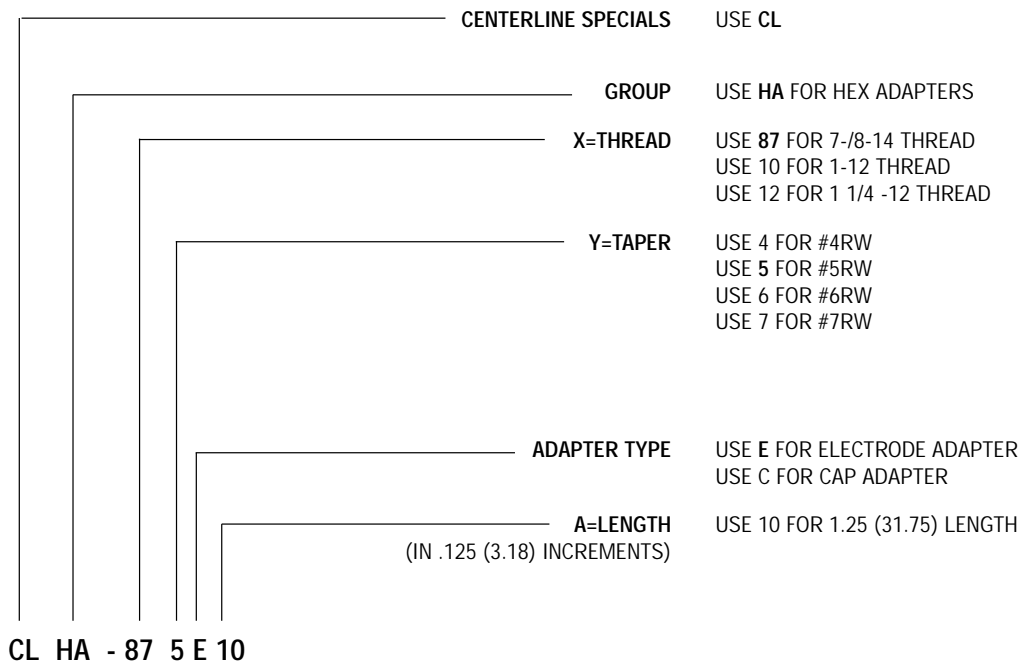 CENTERLINE SPECIALS USE CL
GROUP USE HA FOR HEX ADAPTERS
X=THREAD USE 87 FOR 7-/8-14 THREAD
USE 10 FOR 1-12 THREAD
USE 12 FOR 1 1/4 -12 THREAD
Y=TAPER USE 4 FOR #4RW
USE 5 FOR #5RW
USE 6 FOR #6RW
USE 7 FOR #7RW
ADAPTER TYPE USE E FOR ELECTRODE ADAPTER
USE C FOR CAP ADAPTER
A=LENGTH USE 10 FOR 1.25 (31.75) LENGTH
(IN .125 (3.18) INCREMENTS)
CL HA - 87 5 E 10